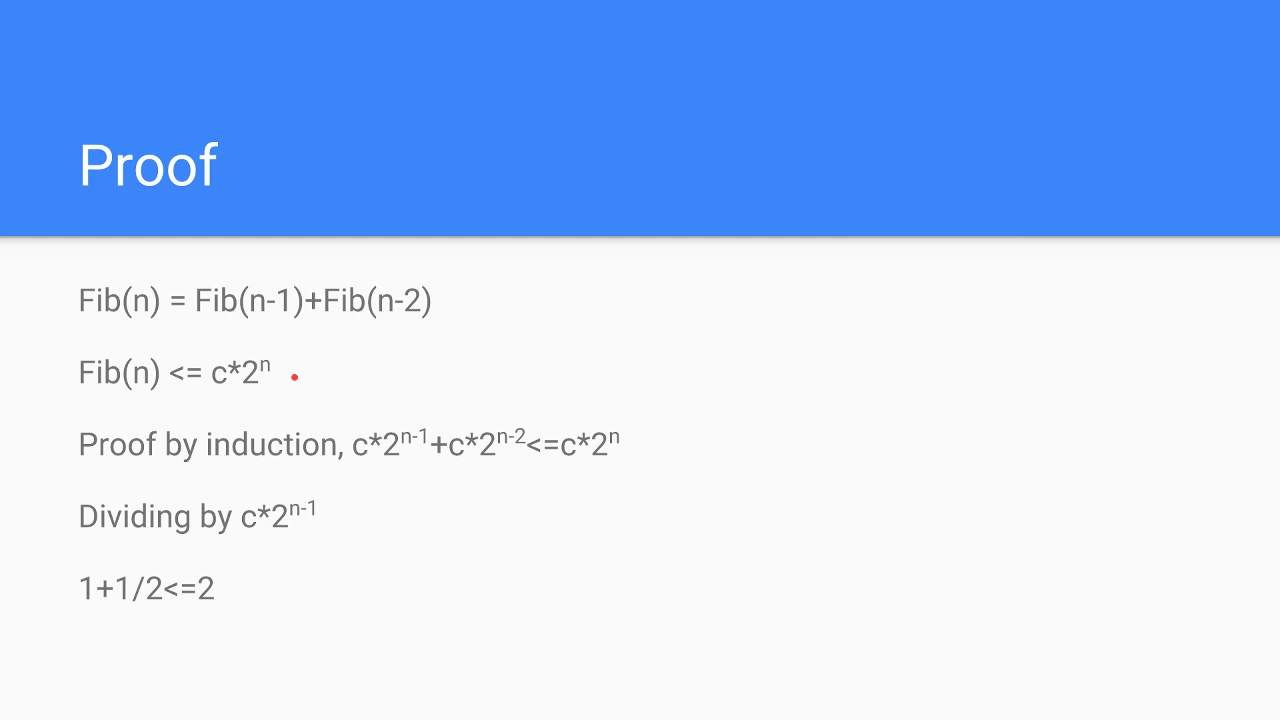 Proof
Fib(n) = Fib(n-1)+Fib(n-2)
Fib(n) <= c*2ⁿ
Proof by induction, c*2ⁿ⁻¹+c*2ⁿ⁻²<=c*2ⁿ
Dividing by c*2ⁿ⁻¹
1+1/2<=2